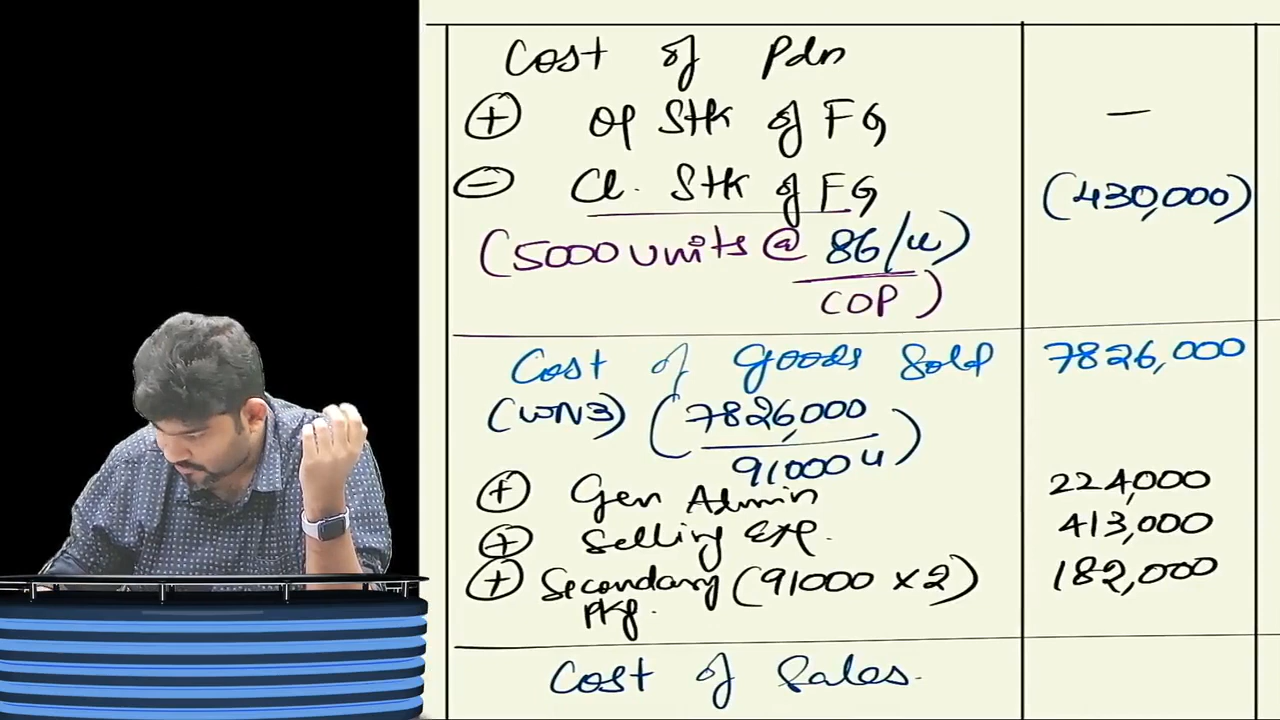 Cost of Pdn
+ Op Stk of FG –
- Cl. Stk of FG (430,000)
(5000 units @ 86/u)
COP)
Cost of Goods Sold 7826,000
(WN3) (7826,000
91000 u)
+ Gen Admin 224,000
+ Selling Exp. 413,000
+ Secondary (91000 x 2) 182,000
Pkg.
Cost of Sales.